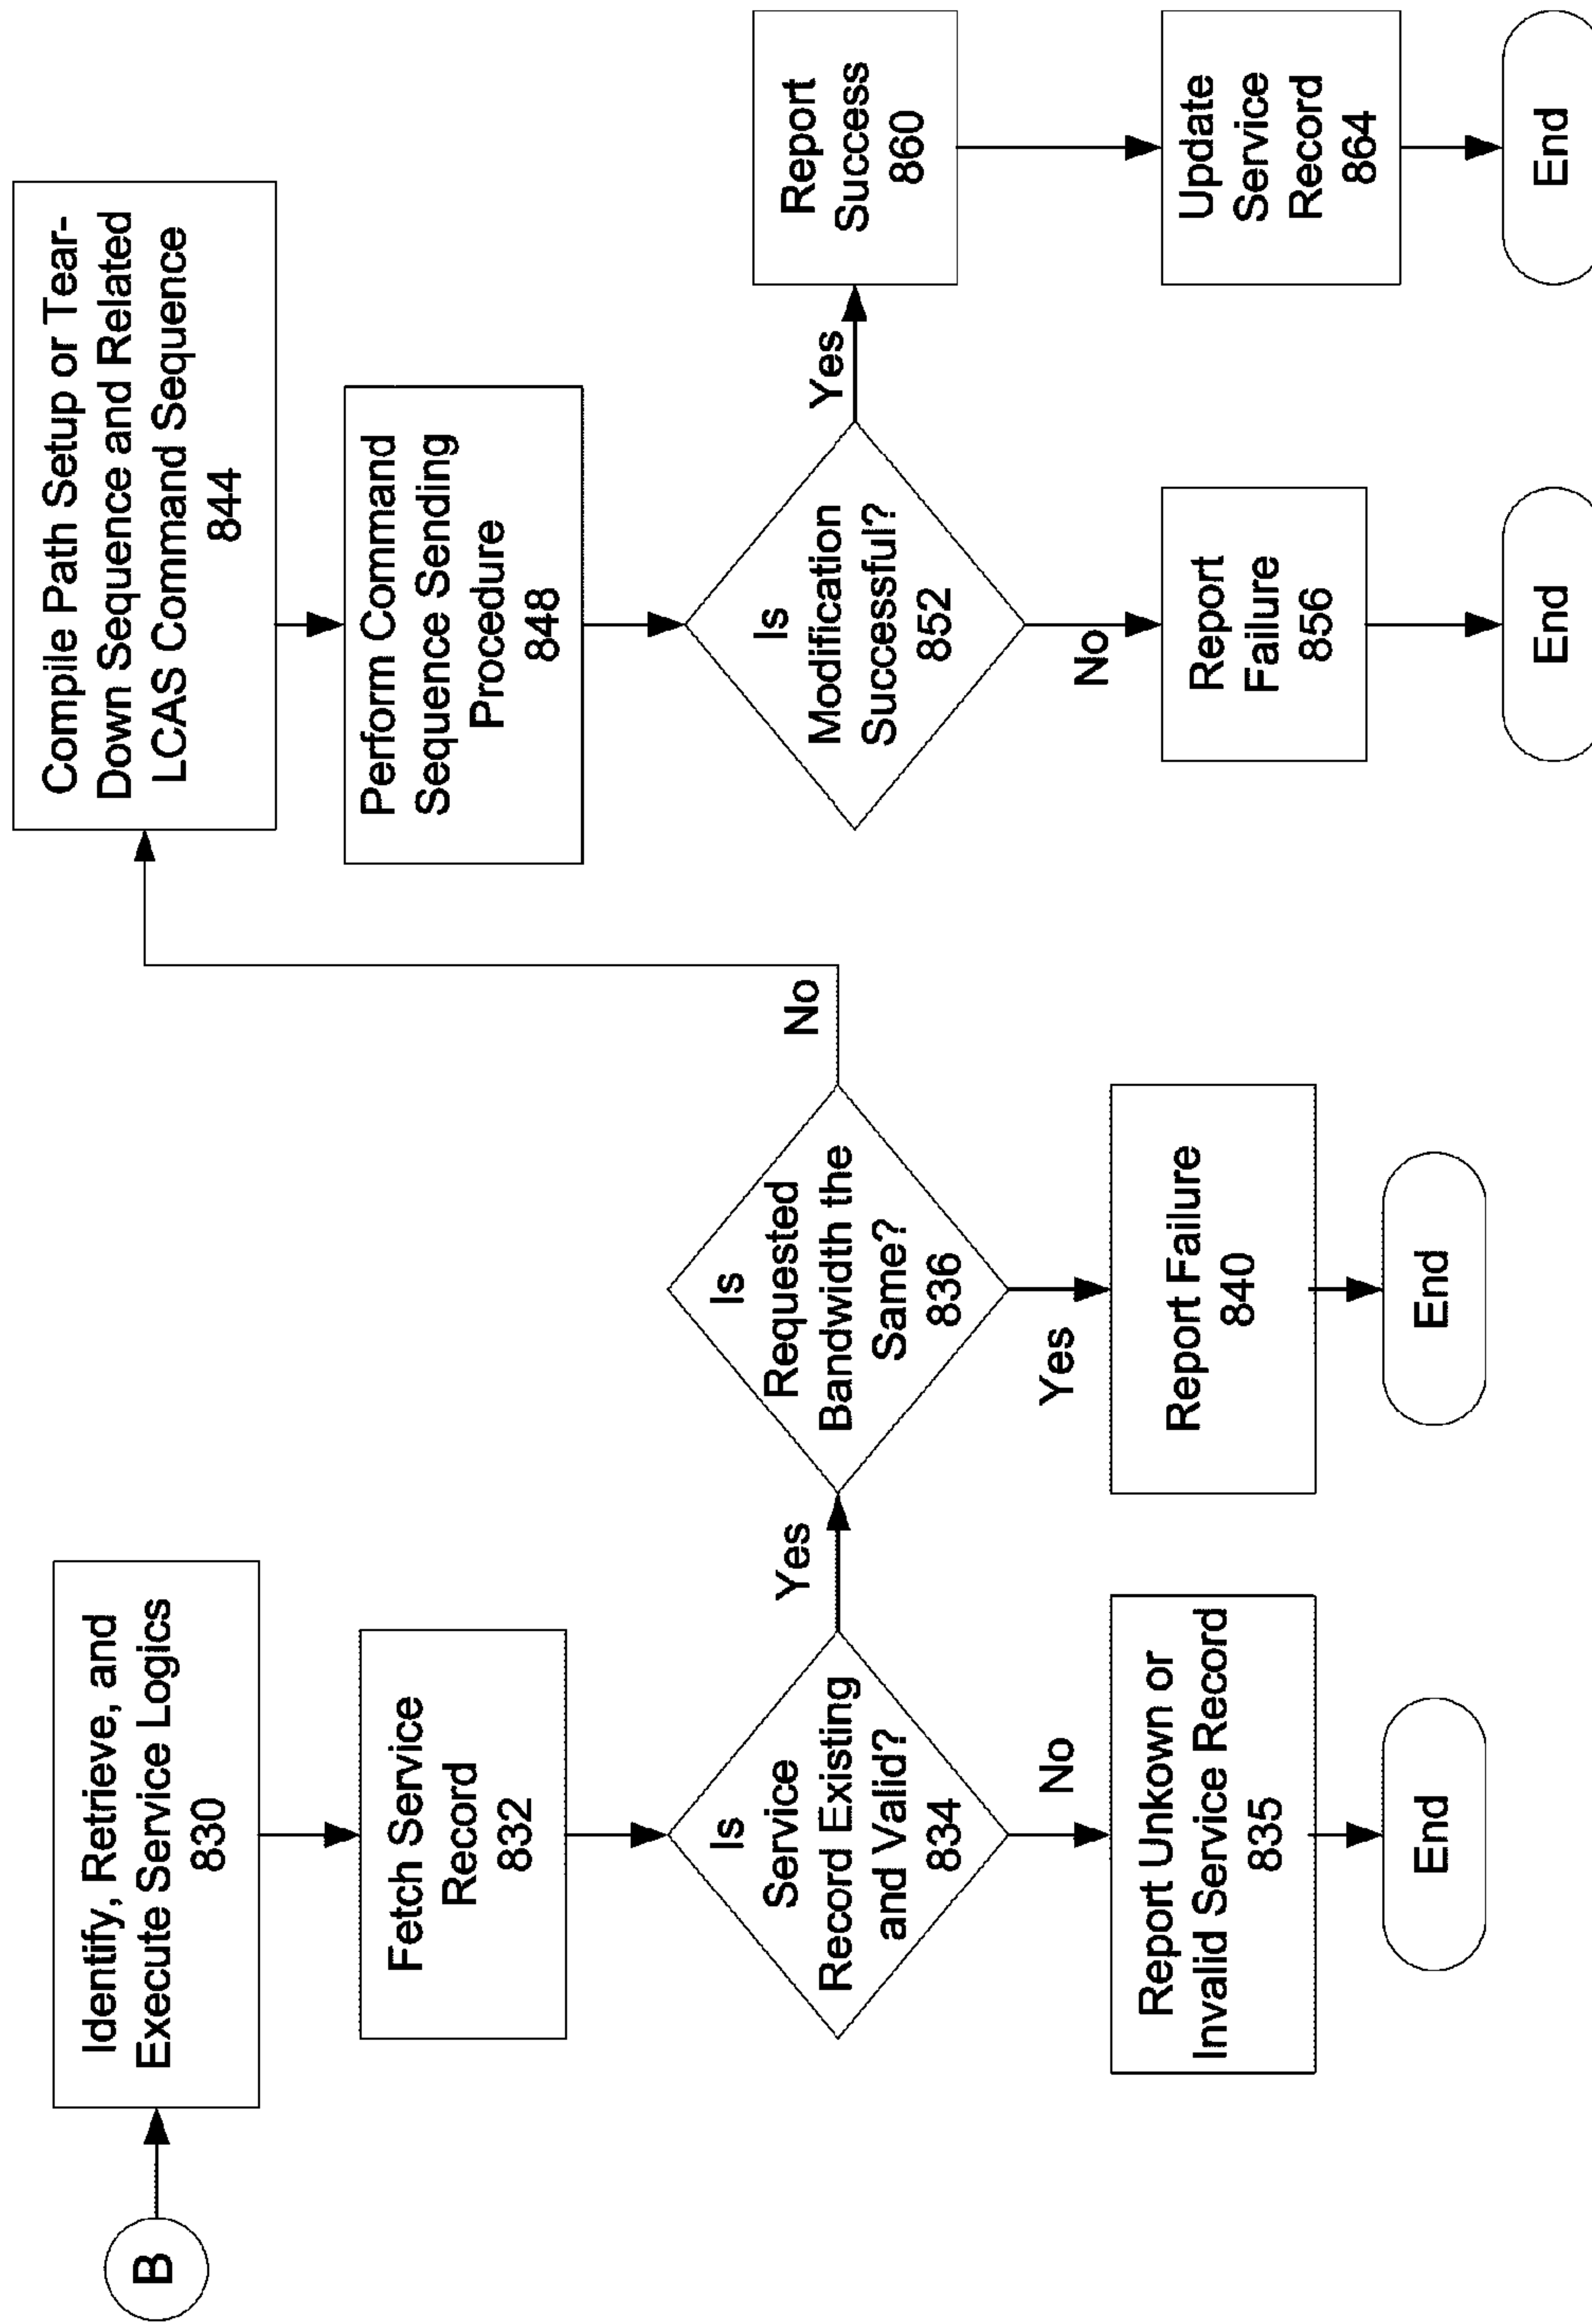 B
Identify, Retrieve, and
Execute Service Logics
830
Fetch Service
Record
832
Is
Service
Record Existing
and Valid?
834
Yes
No
Report Unkown or
Invalid Service Record
835
End
Is
Requested
Bandwidth the
Same?
836
No
Yes
Report Failure
840
End
Compile Path Setup or Tear-
Down Sequence and Related
LCAS Command Sequence
844
Perform Command
Sequence Sending
Procedure
848
Is
Modification
Successful?
852
Yes
No
Report
Failure
856
End
Report
Success
860
Update
Service
Record
864
End